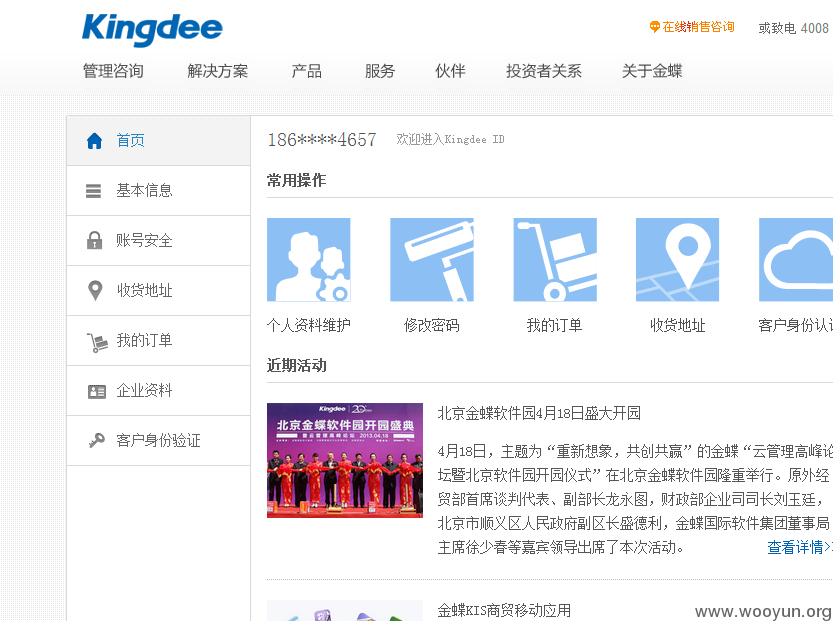 Kingdee
在线销售咨询 或致电 4008
管理咨询 解决方案 产品 服务 伙伴 投资者关系 关于金蝶
首页
基本信息
账号安全
收货地址
我的订单
企业资料
客户身份验证
186****4657 欢迎进入Kingdee ID
常用操作
个人资料维护 修改密码 我的订单 收货地址 客户身份认
近期活动
Kingdee 20
北京金蝶软件园开园盛典
暨云管理高峰论坛 2013.04.18
北京金蝶软件园4月18日盛大开园
4月18日，主题为“重新想象，共创共赢”的金蝶“云管理高峰论
坛暨北京软件园开园仪式”在北京金蝶软件园隆重举行。原外经
贸部首席谈判代表、副部长龙永图，财政部企业司司长刘玉廷，
北京市顺义区人民政府副区长盛德利，金蝶国际软件集团董事局
主席徐少春等嘉宾领导出席了本次活动。 查看详情>
金蝶KIS商贸移动应用
www.wooyun.org